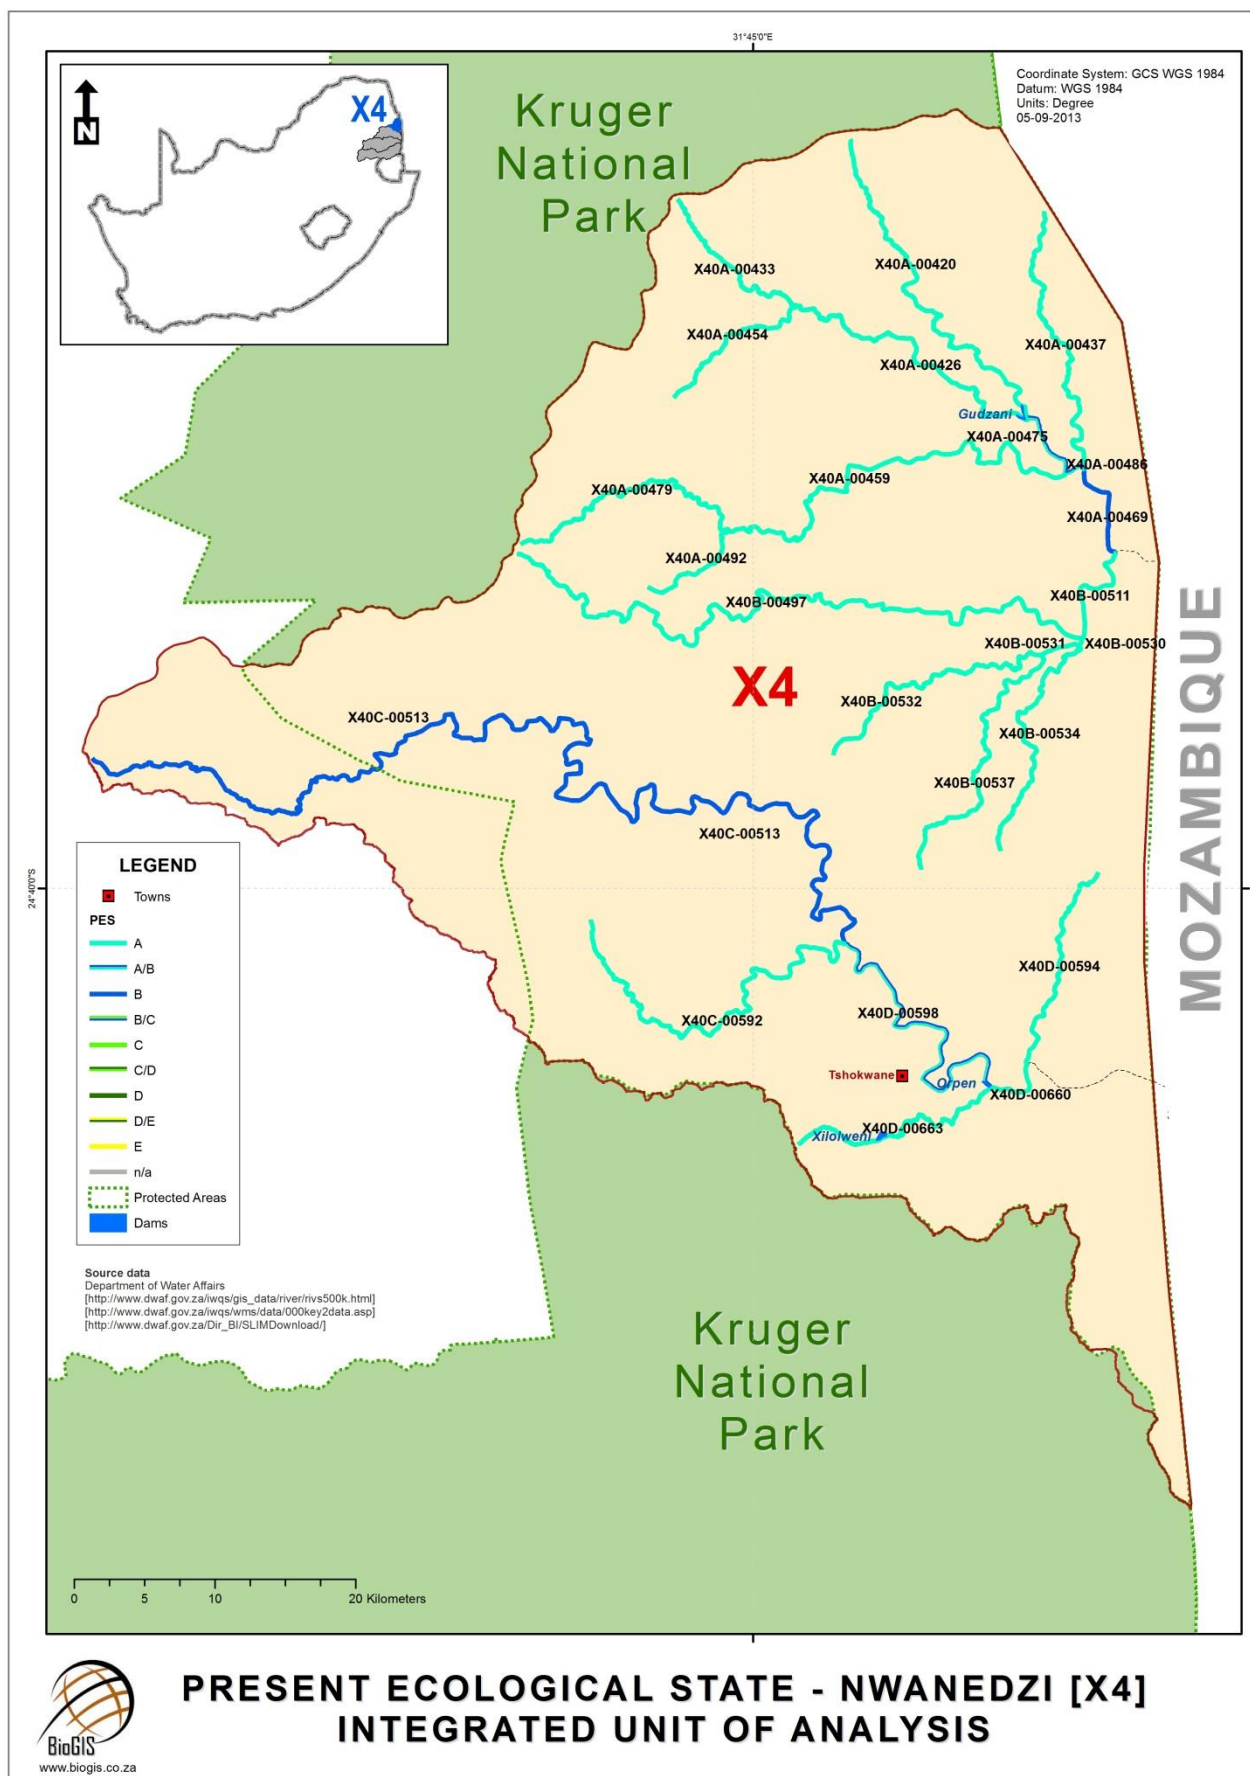 31°45'0"E
Coordinate System: GCS WGS 1984
Datum: WGS 1984
Units: Degree
05-09-2013
N
X4
Kruger
National
Park
X40A-00433
X40A-00420
X40A-00454
X40A-00437
X40A-00426
Gudzani
X40A-00475
X40A-00486
X40A-00459
X40A-00479
X40A-00469
X40A-00492
X40B-00497
X40B-00511
X40B-00531
X40B-00530
X4
X40B-00532
X40C-00513
X40B-00534
X40B-00537
X40C-00513
MOZAMBIQUE
24°40'0"S
X40D-00594
X40C-00592
X40D-00598
Tshokwane
Orpen
X40D-00660
Xilolweni
X40D-00663
LEGEND
Towns
PES
A
A/B
B
B/C
C
C/D
D
D/E
E
n/a
Protected Areas
Dams
Source data
Department of Water Affairs
[http://www.dwaf.gov.za/iwqs/gis_data/river/rivs500k.html]
[http://www.dwaf.gov.za/iwqs/wms/data/000key2data.asp]
[http://www.dwaf.gov.za/Dir_BI/SLIMDownload/]
Kruger
National
Park
0 5 10 20 Kilometers
PRESENT ECOLOGICAL STATE - NWANEDZI [X4]
INTEGRATED UNIT OF ANALYSIS
BioGIS
www.biogis.co.za